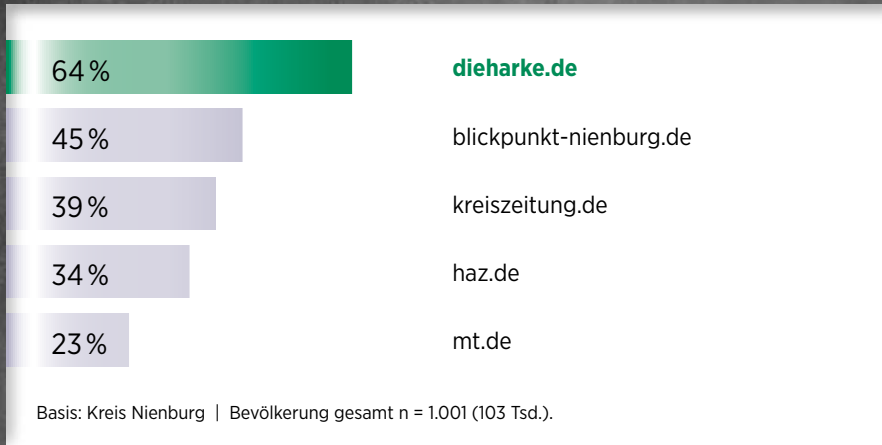 64 % dieharke.de
45 % blickpunkt-nienburg.de
39 % kreiszeitung.de
34 % haz.de
23 % mt.de
Basis: Kreis Nienburg | Bevölkerung gesamt n = 1.001 (103 Tsd.).